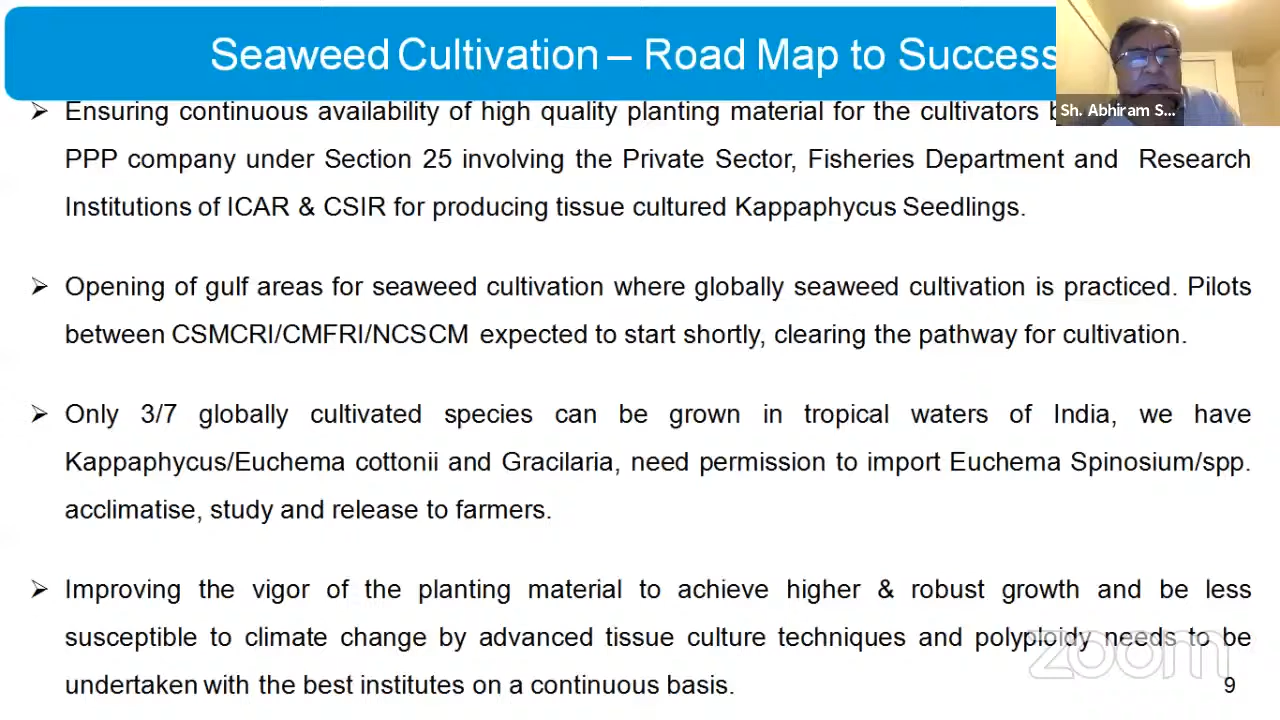 Seaweed Cultivation – Road Map to Success
Sh. Abhiram S...
➢ Ensuring continuous availability of high quality planting material for the cultivators
PPP company under Section 25 involving the Private Sector, Fisheries Department and Research
Institutions of ICAR & CSIR for producing tissue cultured Kappaphycus Seedlings.
➢ Opening of gulf areas for seaweed cultivation where globally seaweed cultivation is practiced. Pilots
between CSMCRI/CMFRI/NCSCM expected to start shortly, clearing the pathway for cultivation.
➢ Only 3/7 globally cultivated species can be grown in tropical waters of India, we have
Kappaphycus/Euchema cottonii and Gracilaria, need permission to import Euchema Spinosium/spp.
acclimatise, study and release to farmers.
➢ Improving the vigor of the planting material to achieve higher & robust growth and be less
susceptible to climate change by advanced tissue culture techniques and polyploidy needs to be
undertaken with the best institutes on a continuous basis.
zoom
9